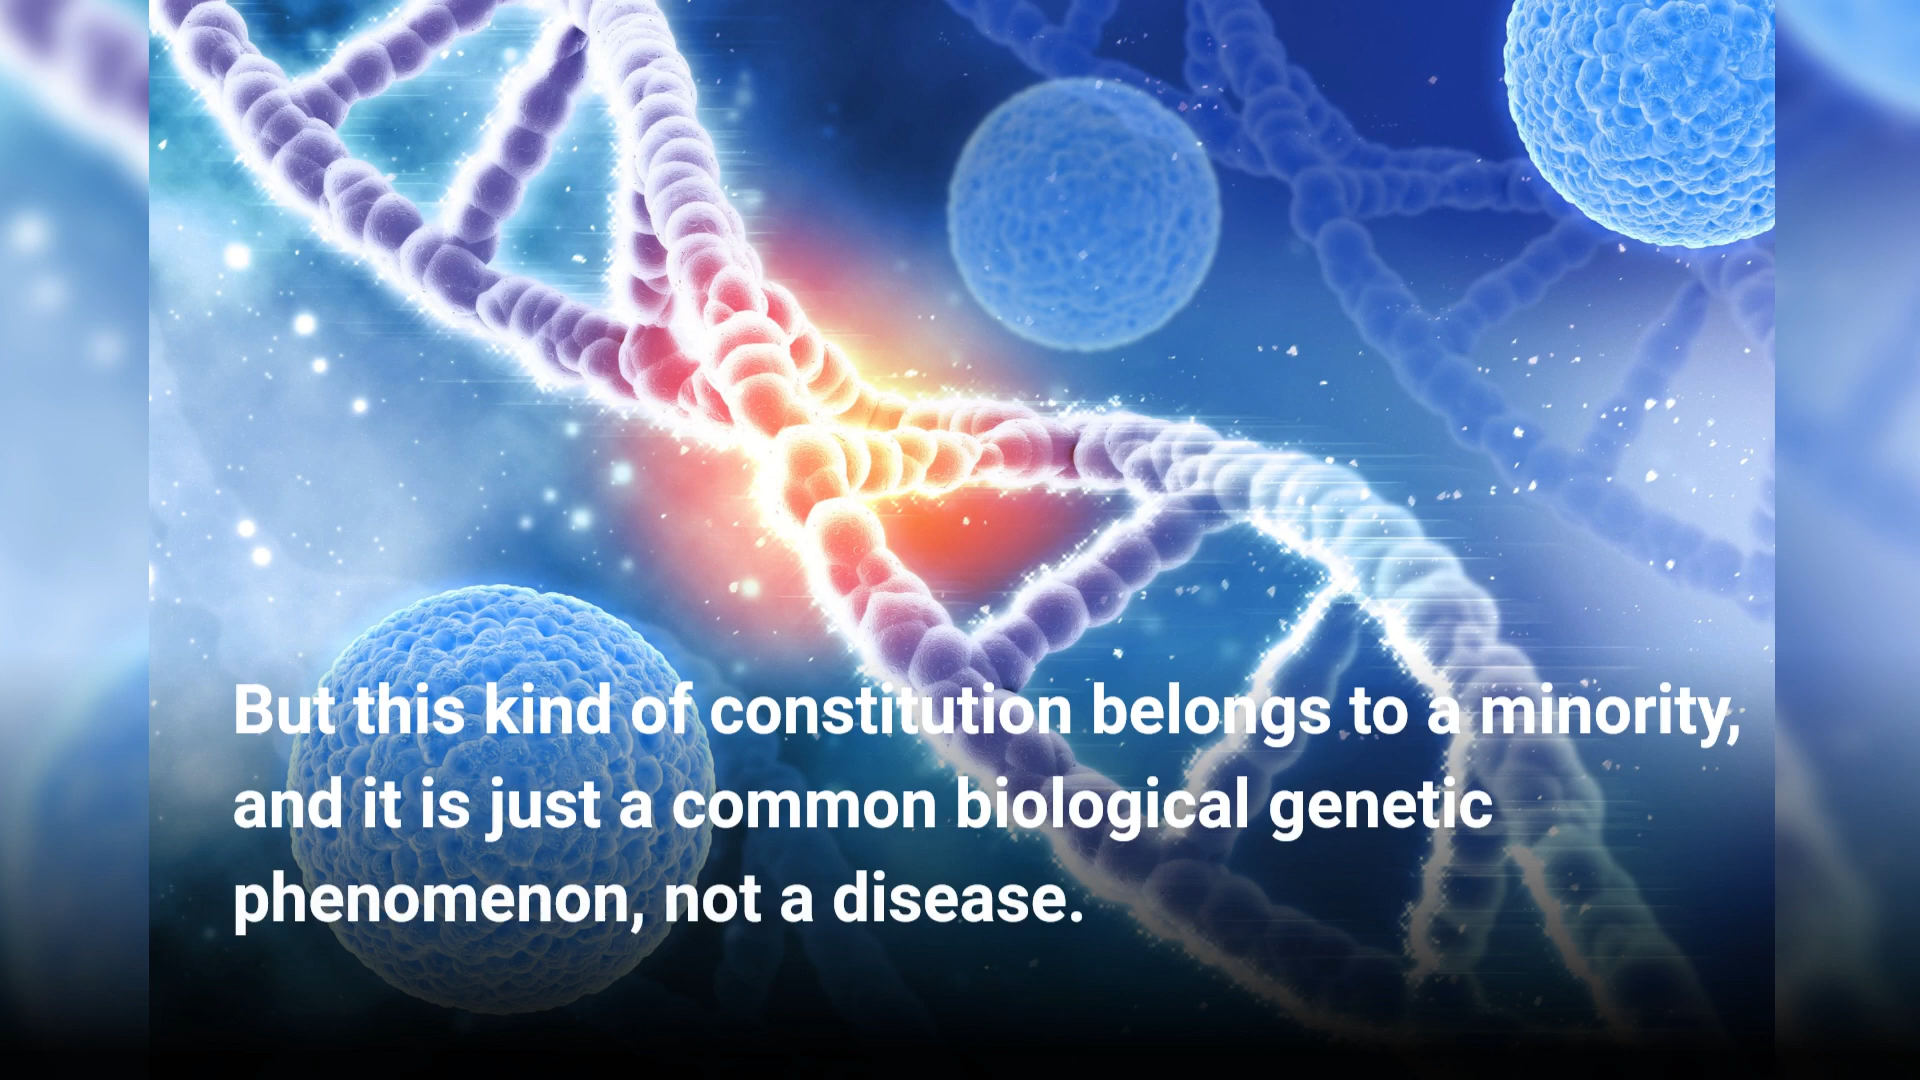 But this kind of constitution belongs to a minority,
and it is just a common biological genetic
phenomenon, not a disease.